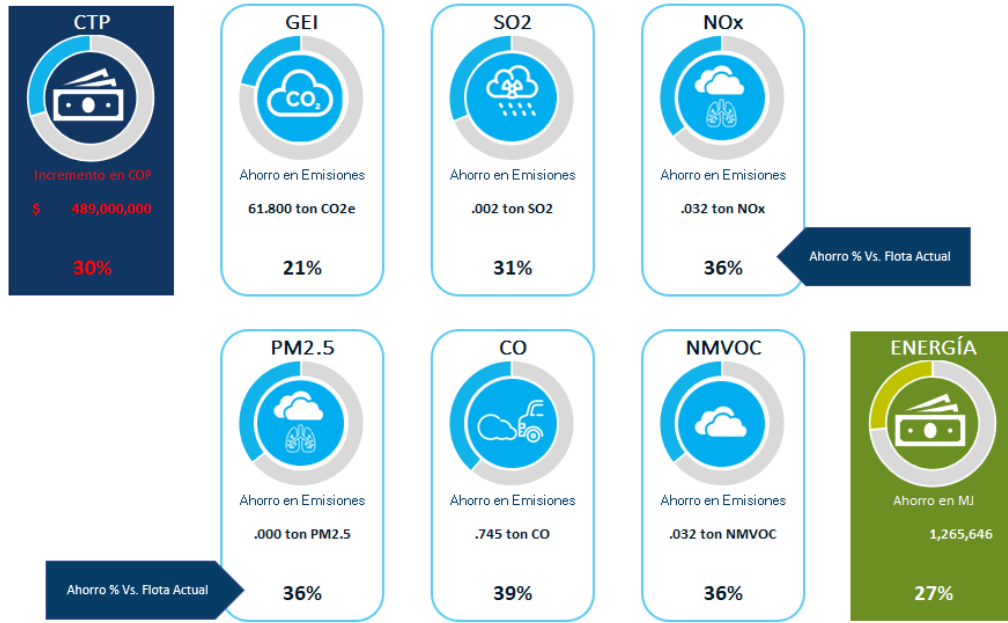 CTP
Incremento en COP
$ 489,000,000
30%
GEI
CO2
Ahorro en Emisiones
61.800 ton CO2e
21%
SO2
Ahorro en Emisiones
.002 ton SO2
31%
NOx
Ahorro en Emisiones
.032 ton NOx
36%
Ahorro % Vs. Flota Actual
PM2.5
Ahorro en Emisiones
.000 ton PM2.5
36%
Ahorro % Vs. Flota Actual
CO
Ahorro en Emisiones
.745 ton CO
39%
NMVOC
Ahorro en Emisiones
.032 ton NMVOC
36%
ENERGÍA
Ahorro en MJ
1,265,646
27%